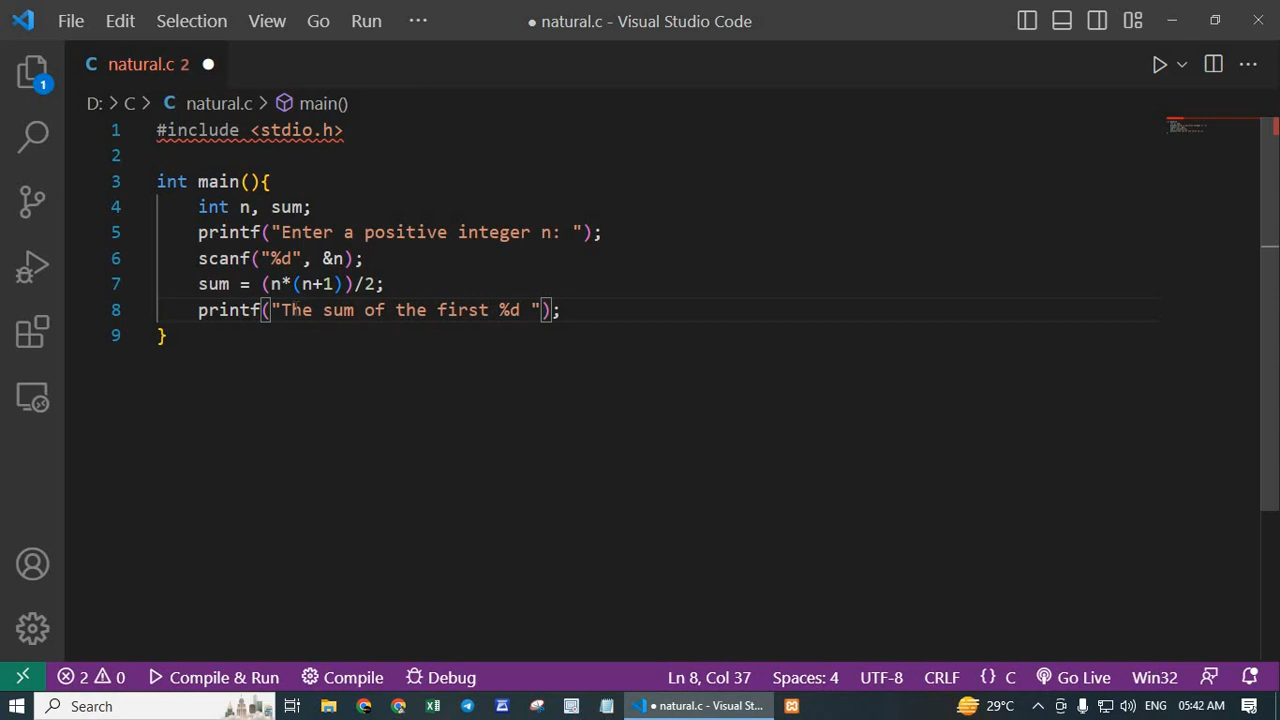 File Edit Selection View Go Run ··· ● natural.c - Visual Studio Code
C natural.c 2 ●
D: > C > C natural.c > main()
1 #include <stdio.h>
2
3 int main(){
4 int n, sum;
5 printf("Enter a positive integer n: ");
6 scanf("%d", &n);
7 sum = (n*(n+1))/2;
8 printf("The sum of the first %d ");
9 }
1
2 0 Compile & Run Compile Debug Ln 8, Col 37 Spaces: 4 UTF-8 CRLF {} C Go Live Win32
Search ● natural.c - Visual Stu... 29°C ENG 05:42 AM